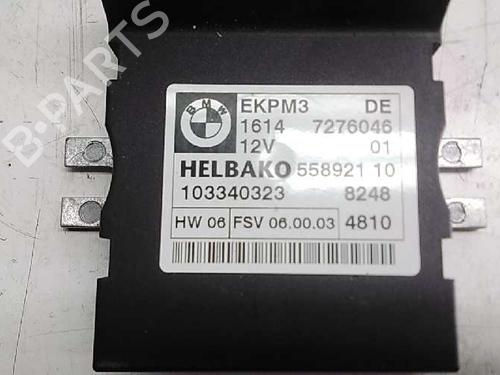 BMW
EKPM3 DE
1614 7276046
12V 01
HELBAKO 558921 10
103340323 8248
HW 06 FSV 06.00.03 4810
B-PARTS